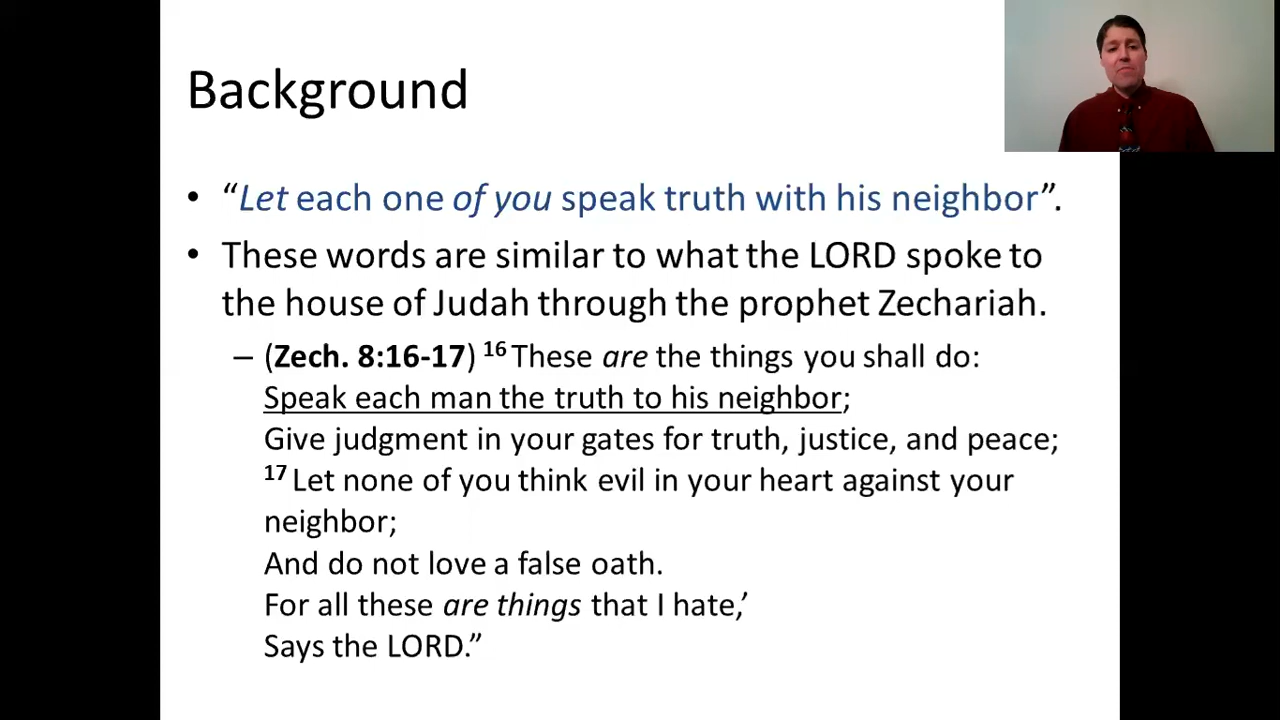 Background
• “Let each one of you speak truth with his neighbor”.
• These words are similar to what the LORD spoke to
the house of Judah through the prophet Zechariah.
– (Zech. 8:16-17) 16 These are the things you shall do:
Speak each man the truth to his neighbor;
Give judgment in your gates for truth, justice, and peace;
17 Let none of you think evil in your heart against your
neighbor;
And do not love a false oath.
For all these are things that I hate,’
Says the LORD.”